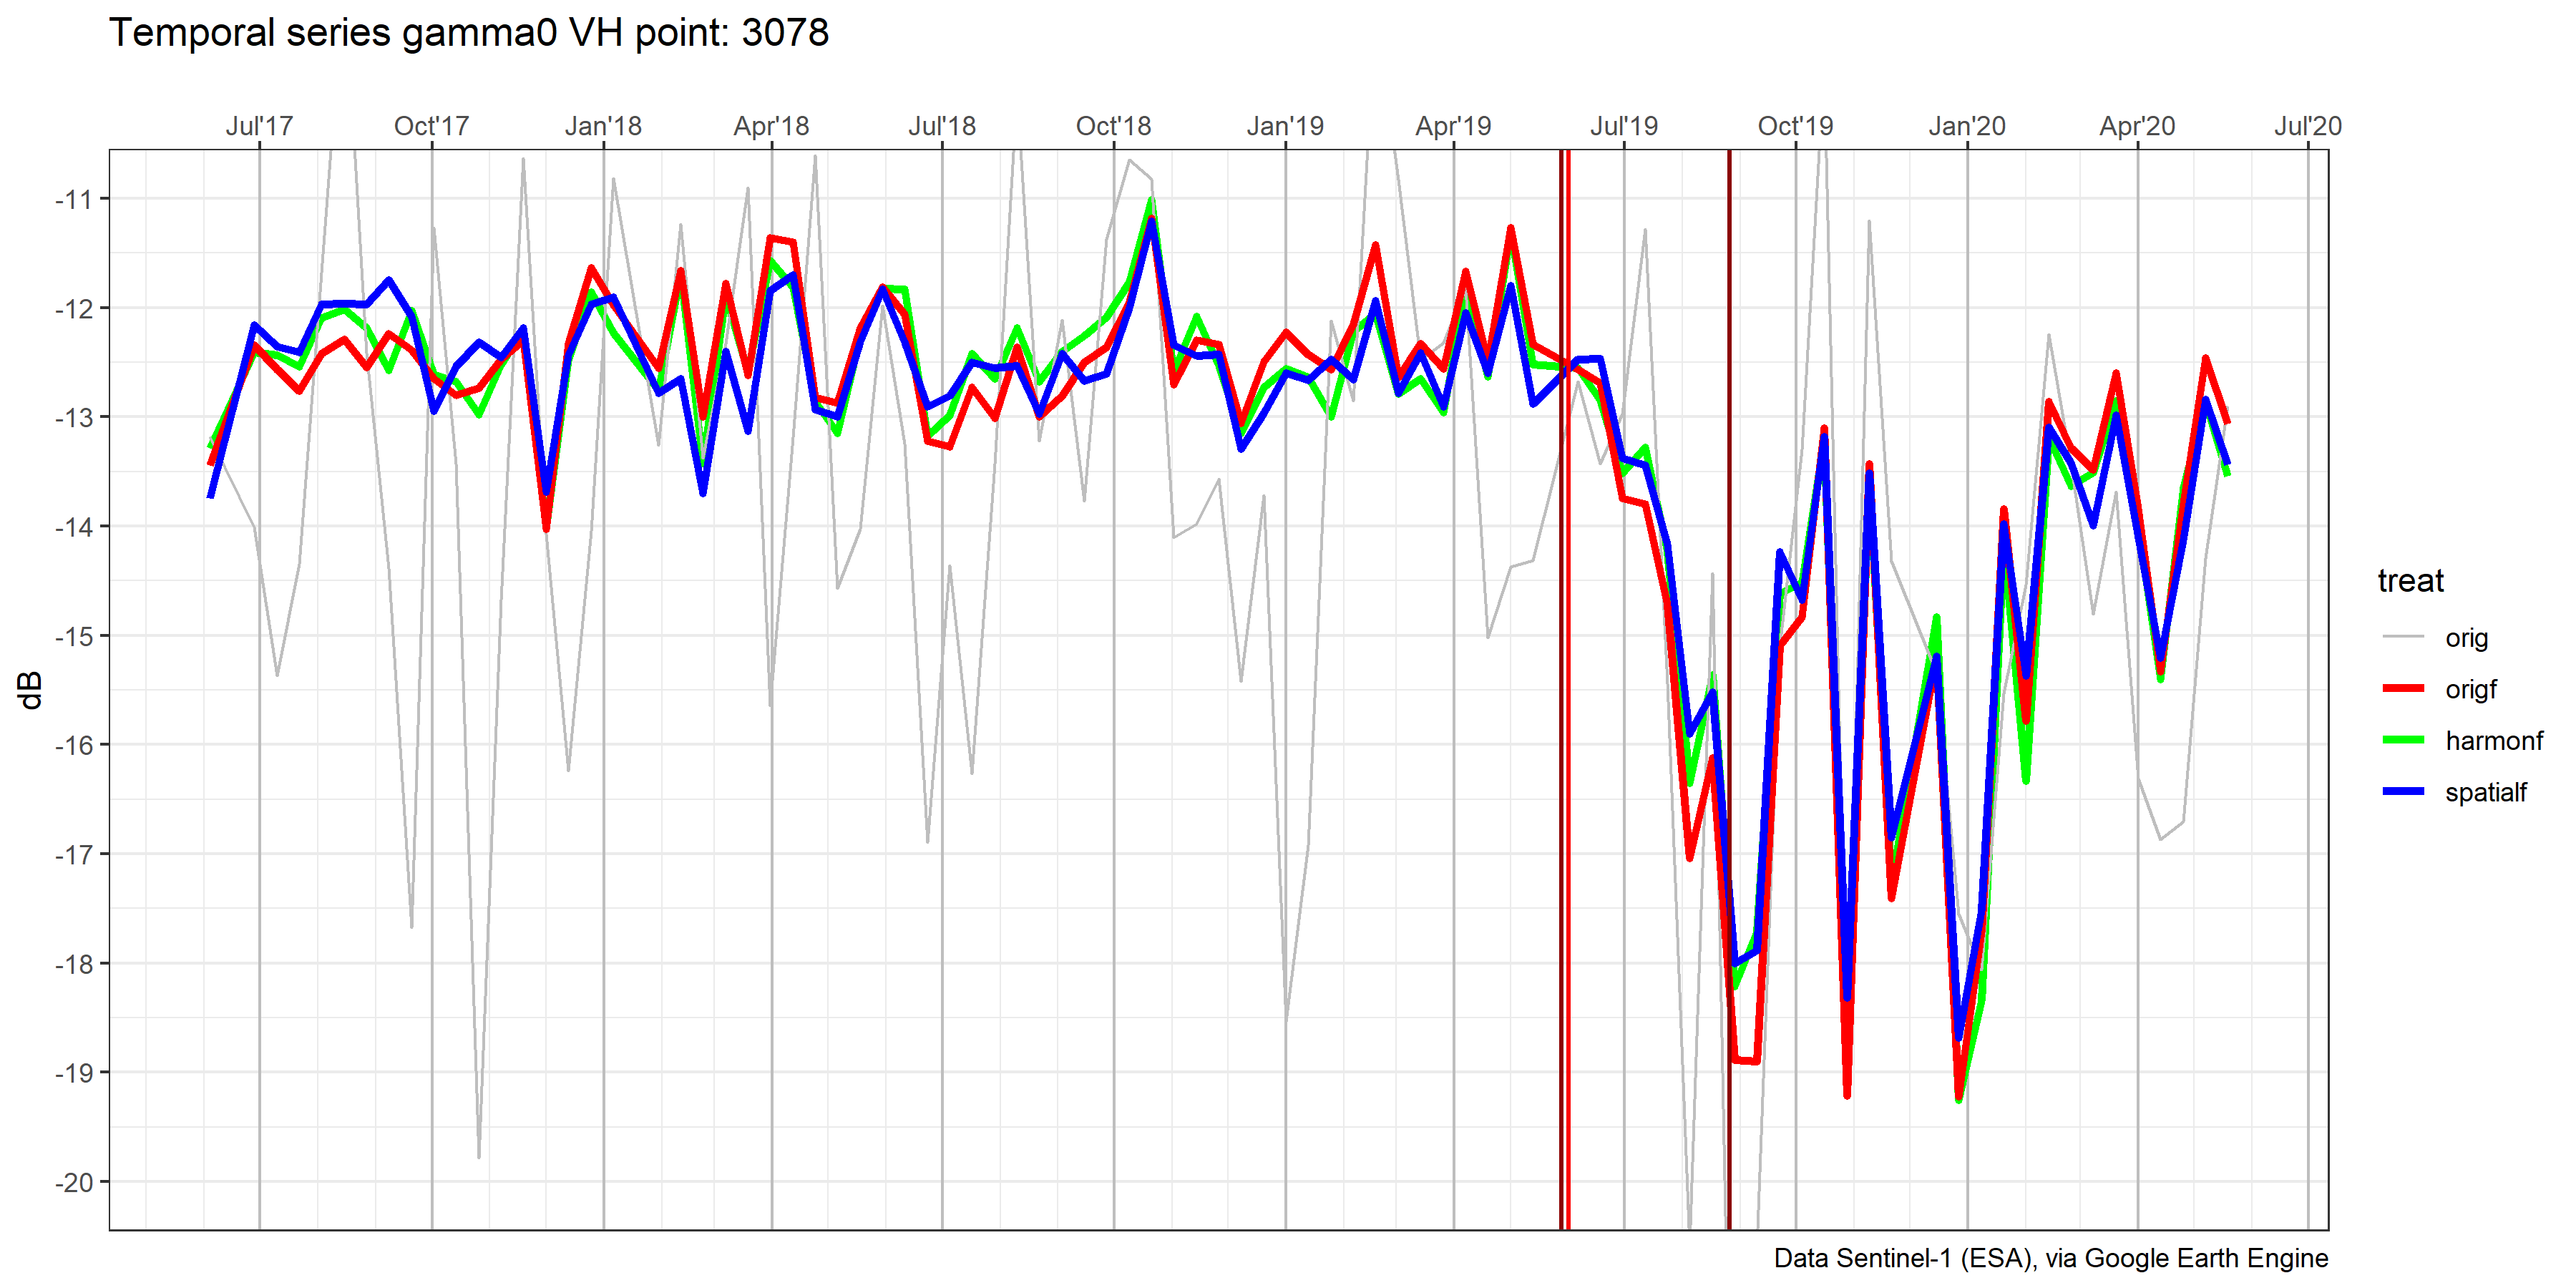 Temporal series gamma0 VH point: 3078
Jul'17 Oct'17 Jan'18 Apr'18 Jul'18 Oct'18 Jan'19 Apr'19 Jul'19 Oct'19 Jan'20 Apr'20 Jul'20
-11
-12
-13
-14
-15
-16
-17
-18
-19
-20
dB
treat
orig
origf
harmonf
spatialf
Data Sentinel-1 (ESA), via Google Earth Engine